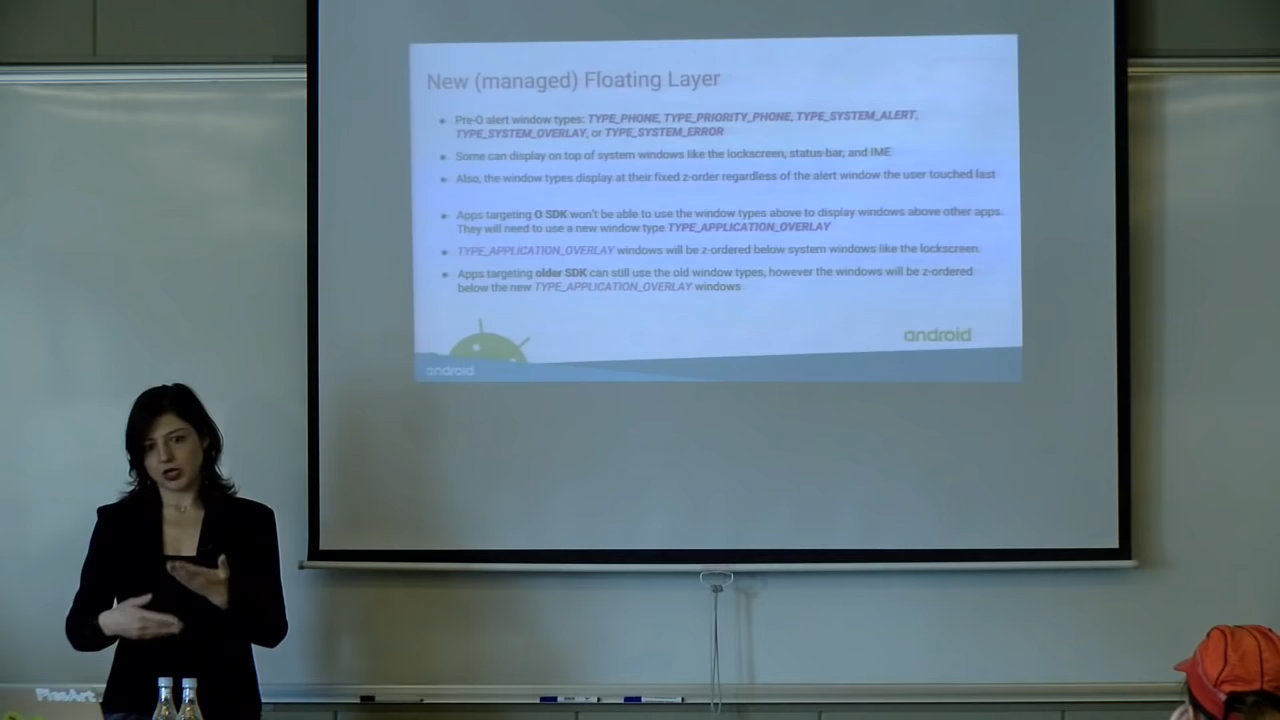 New (managed) Floating Layer
• Pre-O alert window types: TYPE_PHONE, TYPE_PRIORITY_PHONE, TYPE_SYSTEM_ALERT,
TYPE_SYSTEM_OVERLAY, or TYPE_SYSTEM_ERROR
• Some can display on top of system windows like the lockscreen, status-bar, and IME
• Also, the window types display at their fixed z-order regardless of the alert window the user touched last
• Apps targeting O SDK won't be able to use the window types above to display windows above other apps.
They will need to use a new window type TYPE_APPLICATION_OVERLAY
• TYPE_APPLICATION_OVERLAY windows will be z-ordered below system windows like the lockscreen.
• Apps targeting older SDK can still use the old window types, however the windows will be z-ordered
below the new TYPE_APPLICATION_OVERLAY windows
android
android
PicsArt